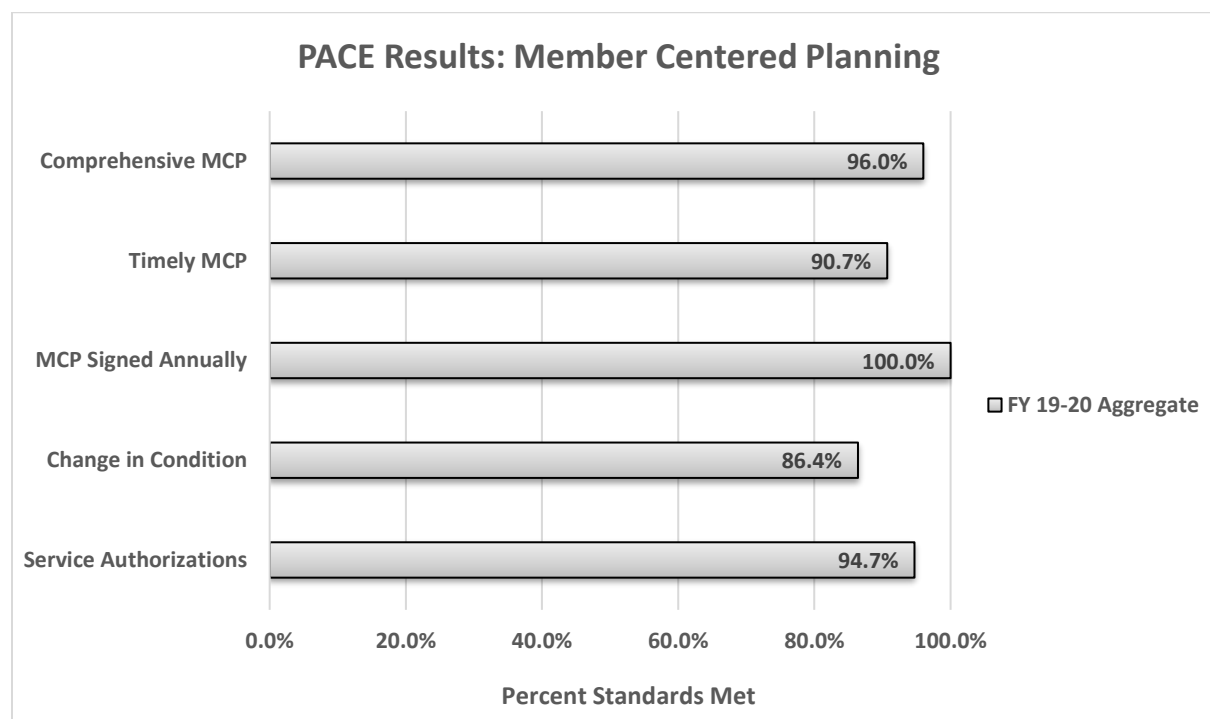 PACE Results: Member Centered Planning
Comprehensive MCP
96.0%
Timely MCP
90.7%
MCP Signed Annually
100.0%
Change in Condition
86.4%
Service Authorizations
94.7%
FY 19-20 Aggregate
0.0% 20.0% 40.0% 60.0% 80.0% 100.0%
Percent Standards Met